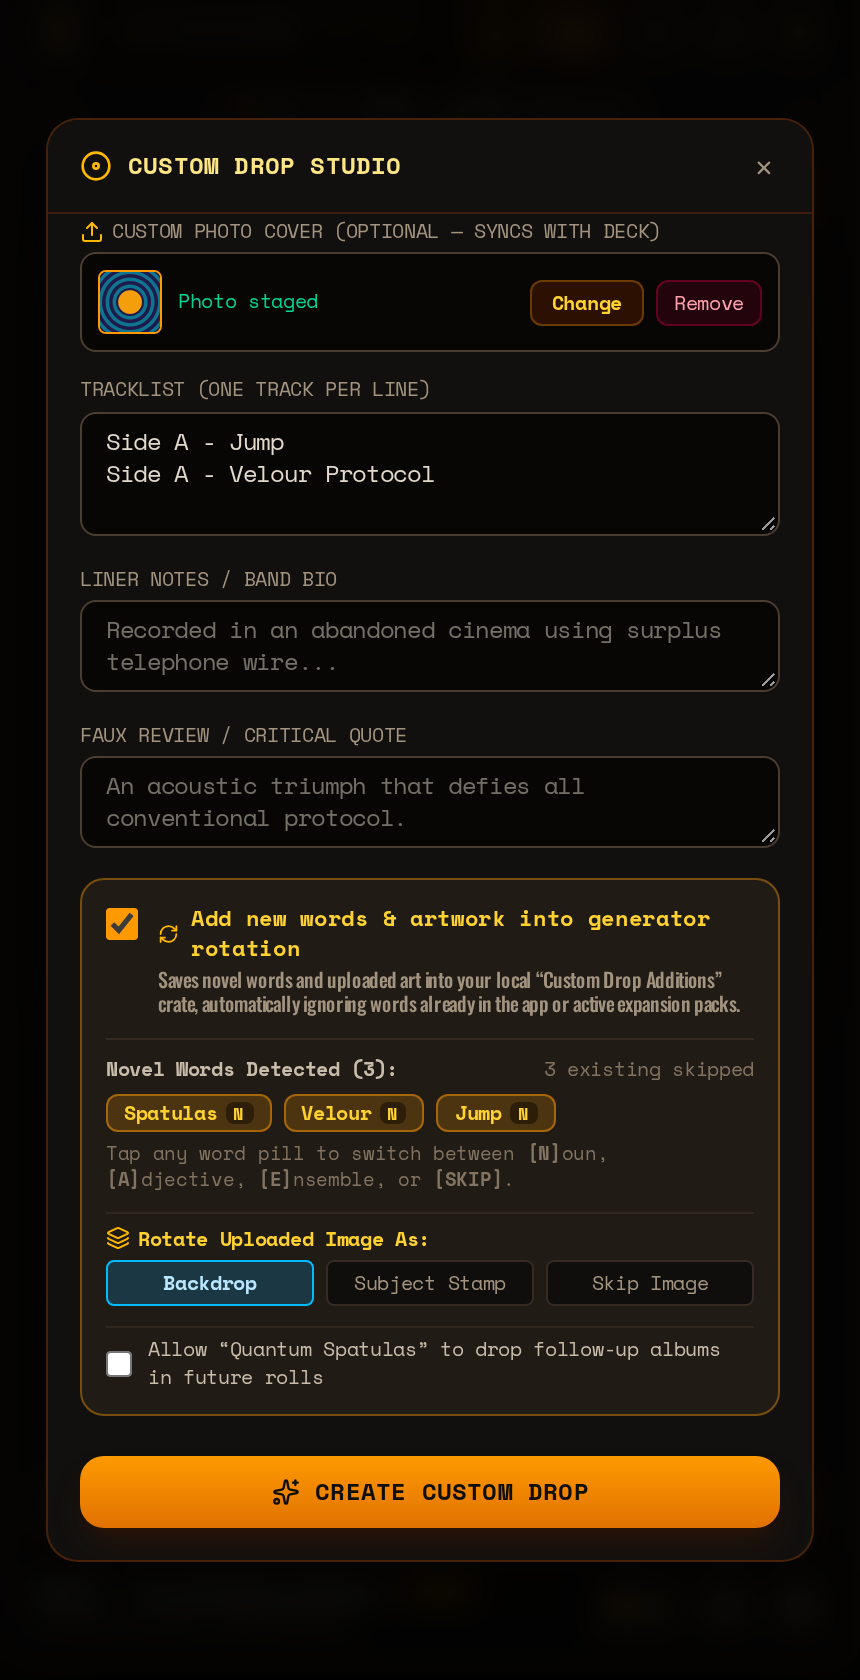 CUSTOM DROP STUDIO
CUSTOM PHOTO COVER (OPTIONAL — SYNCS WITH DECK)
Photo staged
Change
Remove
TRACKLIST (ONE TRACK PER LINE)
Side A - Jump
Side A - Velour Protocol
LINER NOTES / BAND BIO
Recorded in an abandoned cinema using surplus
telephone wire...
FAUX REVIEW / CRITICAL QUOTE
An acoustic triumph that defies all
conventional protocol.
Add new words & artwork into generator
rotation
Saves novel words and uploaded art into your local “Custom Drop Additions”
crate, automatically ignoring words already in the app or active expansion packs.
Novel Words Detected (3):
3 existing skipped
Spatulas N
Velour N
Jump N
Tap any word pill to switch between [N]oun,
[A]djective, [E]nsemble, or [SKIP].
Rotate Uploaded Image As:
Backdrop
Subject Stamp
Skip Image
Allow “Quantum Spatulas” to drop follow-up albums
in future rolls
CREATE CUSTOM DROP